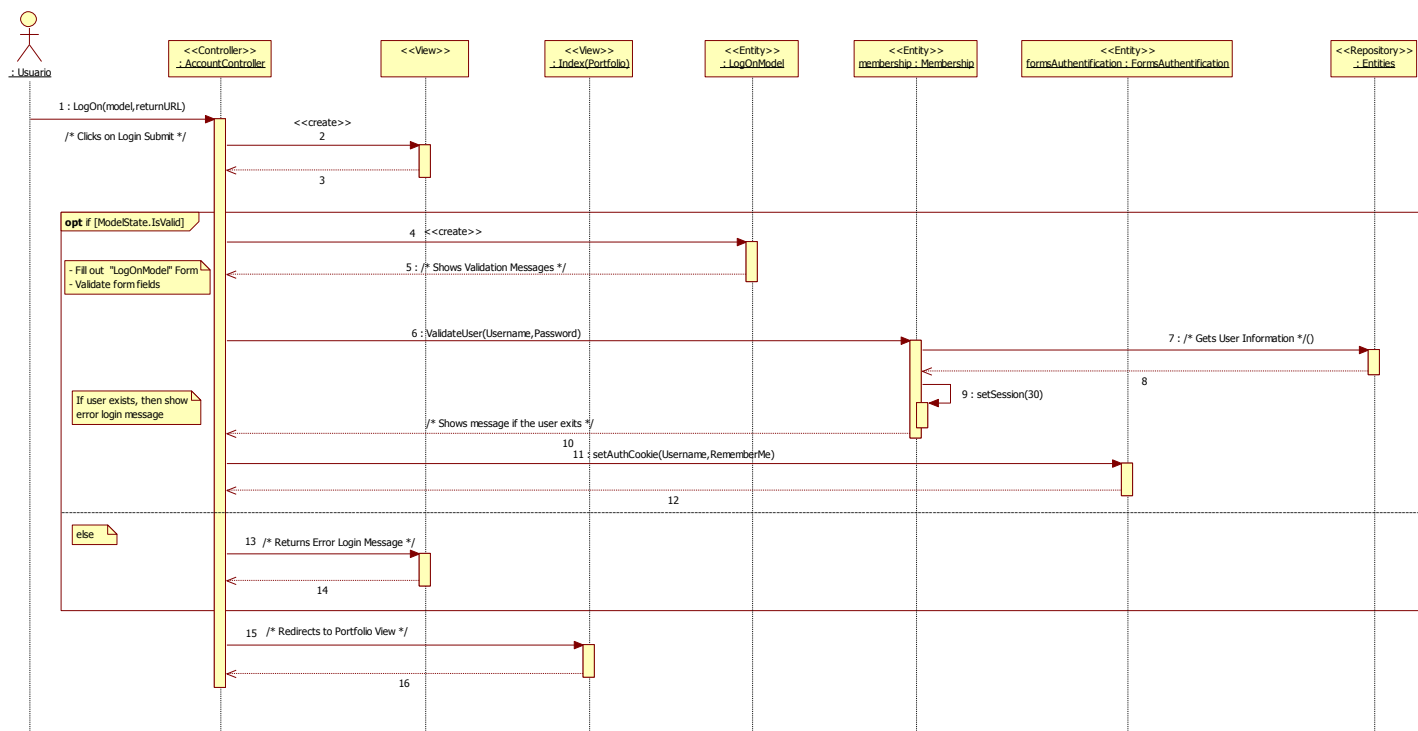 <<Controller>>
: AccountController
<<View>>
<<View>>
: Index(Portfolio)
<<Entity>>
: LogOnModel
<<Entity>>
membership : Membership
<<Entity>>
formsAuthentification : FormsAuthentification
<<Repository>>
: Entities
: Usuario
1 : LogOn(model,returnURL)
/* Clicks on Login Submit */
<<create>>
2
3
opt if [ModelState.IsValid]
4 <<create>>
- Fill out "LogOnModel" Form
- Validate form fields
5 : /* Shows Validation Messages */
6 : ValidateUser(Username,Password)
7 : /* Gets User Information */()
8
9 : setSession(30)
If user exists, then show
error login message
/* Shows message if the user exits */
10
11 : setAuthCookie(Username,RememberMe)
12
else
13 /* Returns Error Login Message */
14
15 /* Redirects to Portfolio View */
16